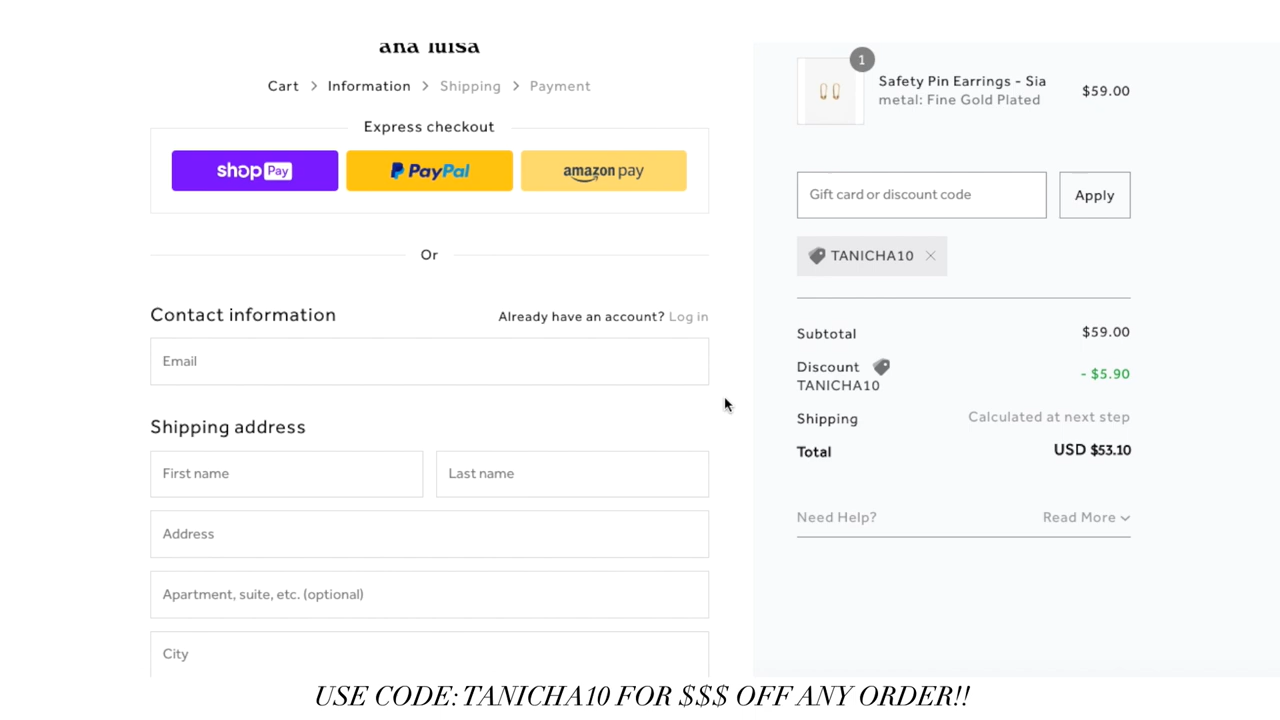 ana luisa
Cart > Information > Shipping > Payment
Express checkout
shop Pay
PayPal
amazon pay
Or
Contact information
Already have an account? Log in
Email
Shipping address
First name
Last name
Address
Apartment, suite, etc. (optional)
City
1
Safety Pin Earrings - Sia
metal: Fine Gold Plated
$59.00
Gift card or discount code
Apply
TANICHA10
Subtotal $59.00
Discount
TANICHA10
- $5.90
Shipping Calculated at next step
Total USD $53.10
Need Help? Read More
USE CODE: TANICHA10 FOR $$$ OFF ANY ORDER!!